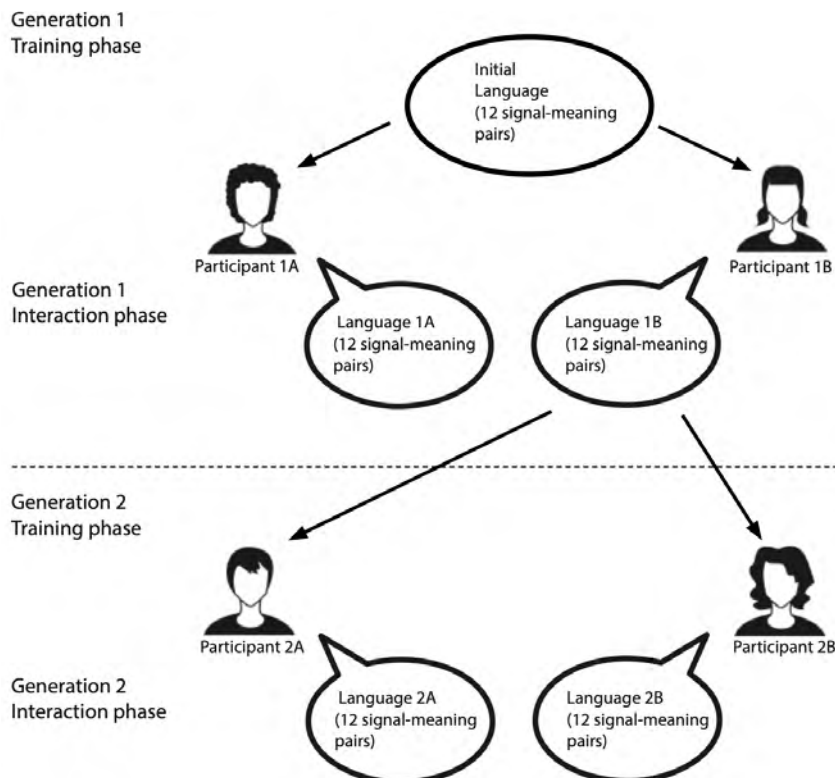 Generation 1
Training phase
Initial
Language
(12 signal-meaning
pairs)
Participant 1A
Participant 1B
Generation 1
Interaction phase
Language 1A
(12 signal-meaning
pairs)
Language 1B
(12 signal-meaning
pairs)
Generation 2
Training phase
Participant 2A
Participant 2B
Generation 2
Interaction phase
Language 2A
(12 signal-meaning
pairs)
Language 2B
(12 signal-meaning
pairs)